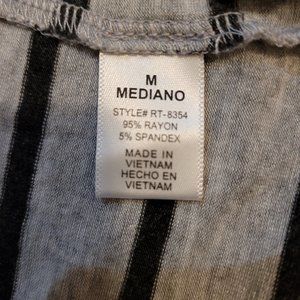 M
MEDIANO
STYLE# RT-8354
95% RAYON
5% SPANDEX
MADE IN
VIETNAM
HECHO EN
VIETNAM